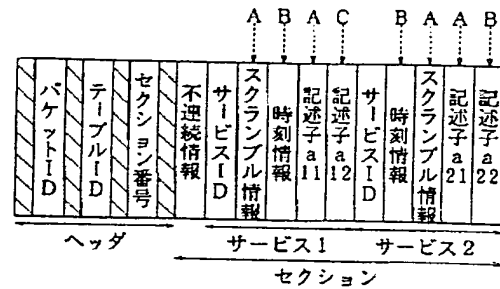 A B A C B A A B
パケットID
テーブルID
セクション番号
不連続情報
サービスID
スクランブル情報
時刻情報
記述子a11
記述子a12
サービスID
時刻情報
スクランブル情報
記述子a21
記述子a22
ヘッダ
サービス1
サービス2
セクション